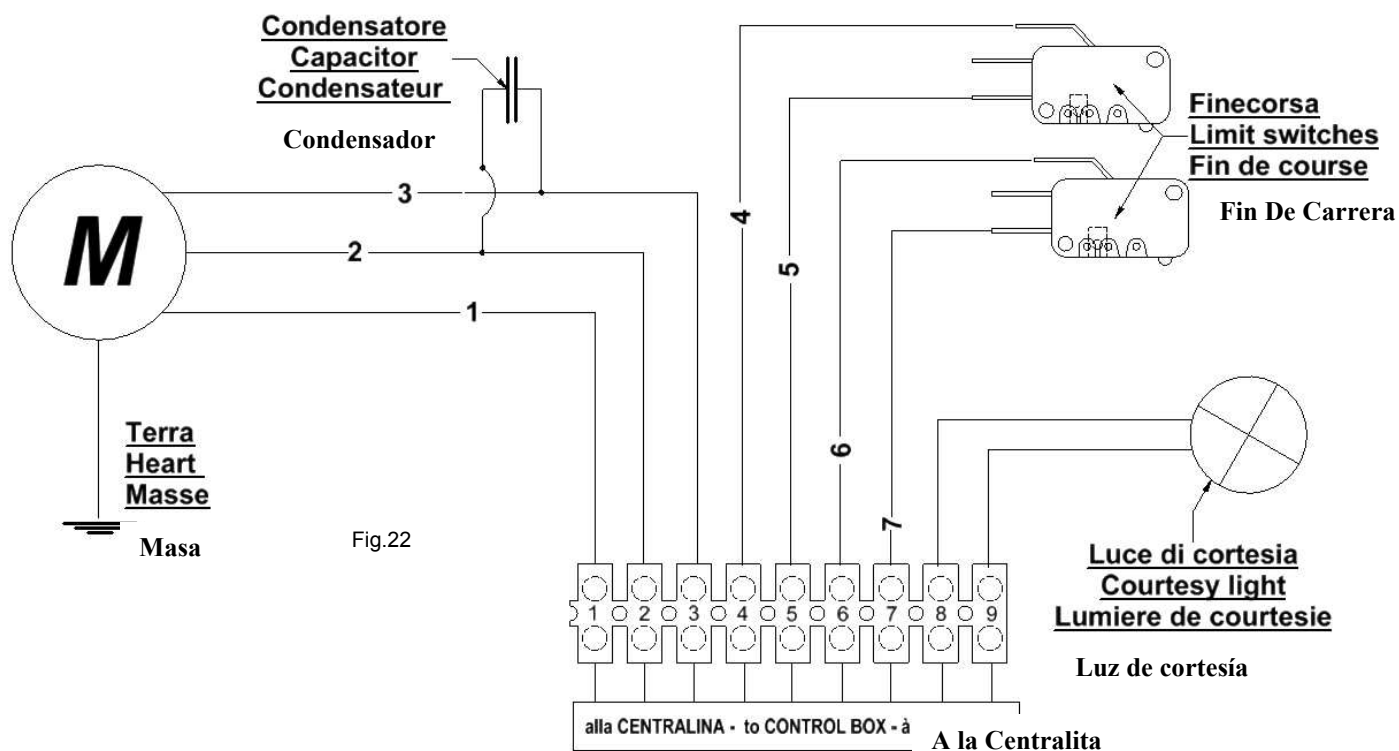 Condensatore
Capacitor
Condensateur
Condensador
Finecorsa
Limit switches
Fin de course
Fin De Carrera
M
3
2
1
4
5
6
7
Terra
Heart
Masse
Masa
Fig.22
Luce di cortesia
Courtesy light
Lumiere de courtesie
Luz de cortesía
1 2 3 4 5 6 7 8 9
alla CENTRALINA - to CONTROL BOX - à
A la Centralita